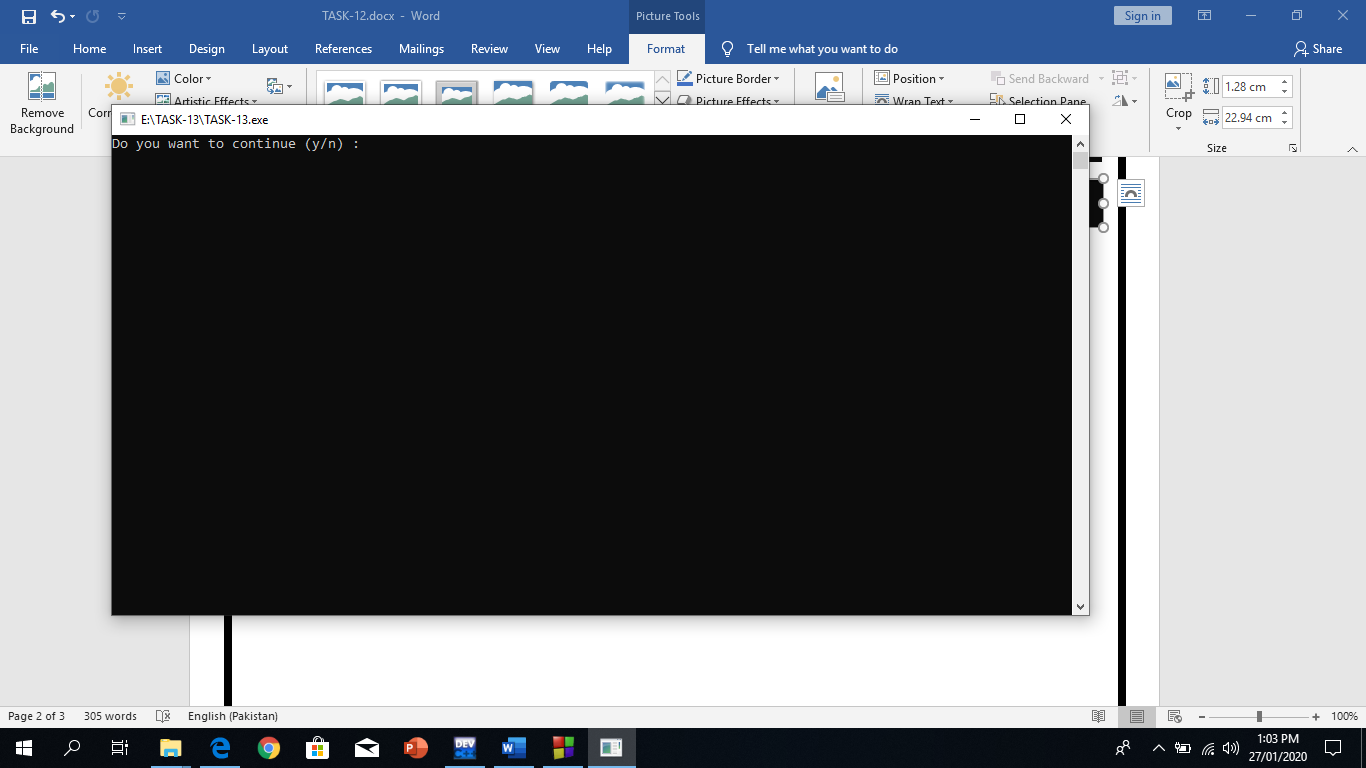 TASK-12.docx - Word
Picture Tools
Sign in
File Home Insert Design Layout References Mailings Review View Help Format Tell me what you want to do Share
Remove Background
Color
Artistic Effects
Picture Border
Picture Effects
Position
Wrap Text
Send Backward
Selection Pane
Crop
1.28 cm
22.94 cm
Size
E:\TASK-13\TASK-13.exe
Do you want to continue (y/n) :
Page 2 of 3 305 words English (Pakistan) 100%
DEV
1:03 PM
27/01/2020